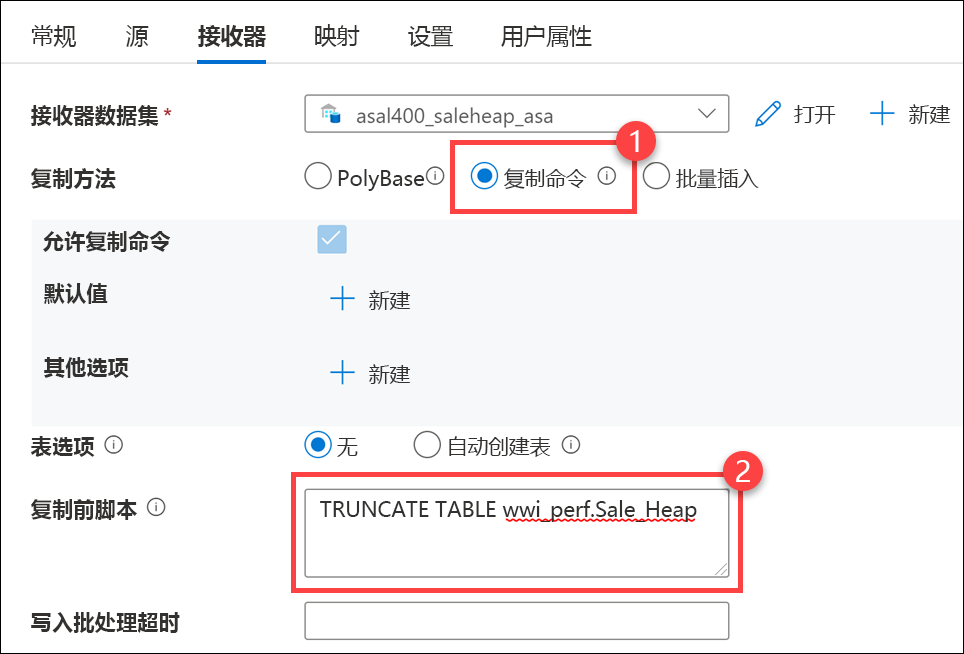 常规 源 接收器 映射 设置 用户属性
接收器数据集 * asal400_saleheap_asa 打开 新建
1
复制方法 PolyBase 复制命令 批量插入
允许复制命令
默认值 新建
其他选项 新建
表选项 无 自动创建表
2
复制前脚本 TRUNCATE TABLE wwi_perf.Sale_Heap
写入批处理超时